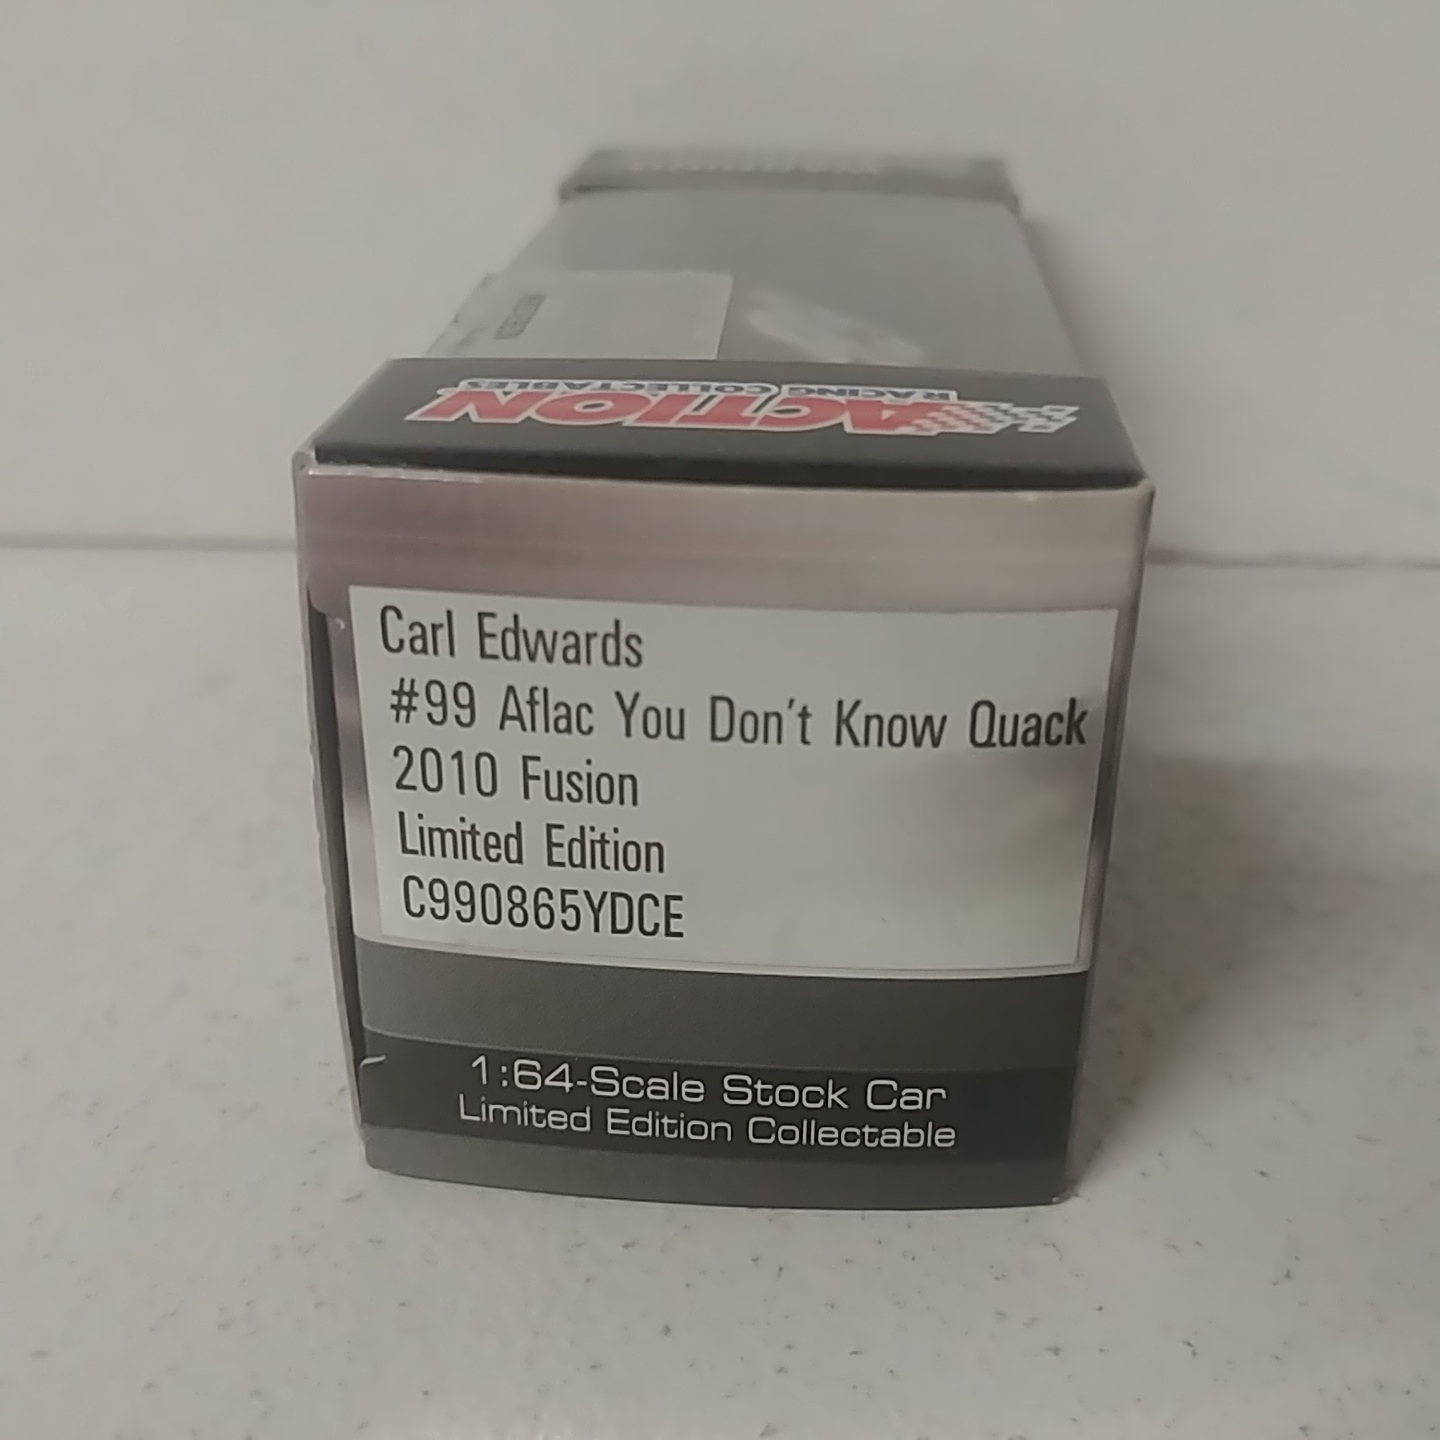 ACTION
RACING COLLECTABLES
Carl Edwards
#99 Aflac You Don't Know Quack
2010 Fusion
Limited Edition
C990865YDCE
1:64-Scale Stock Car
Limited Edition Collectable